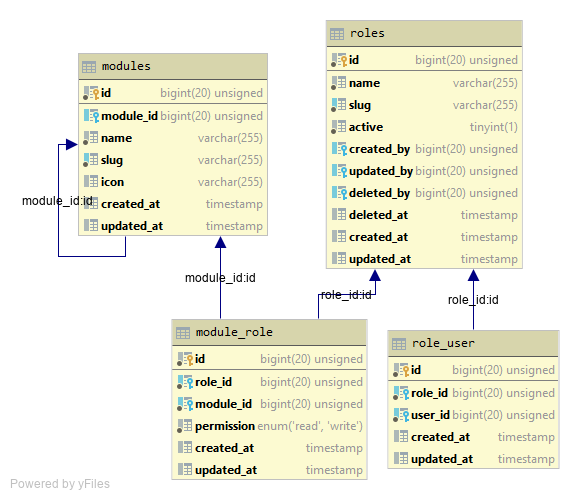 modules
id bigint(20) unsigned
module_id bigint(20) unsigned
name varchar(255)
slug varchar(255)
icon varchar(255)
created_at timestamp
updated_at timestamp
module_id:id
roles
id bigint(20) unsigned
name varchar(255)
slug varchar(255)
active tinyint(1)
created_by bigint(20) unsigned
updated_by bigint(20) unsigned
deleted_by bigint(20) unsigned
deleted_at timestamp
created_at timestamp
updated_at timestamp
module_id:id
role_id:id
role_id:id
module_role
id bigint(20) unsigned
role_id bigint(20) unsigned
module_id bigint(20) unsigned
permission enum('read', 'write')
created_at timestamp
updated_at timestamp
role_user
id bigint(20) unsigned
role_id bigint(20) unsigned
user_id bigint(20) unsigned
created_at timestamp
updated_at timestamp
Powered by yFiles